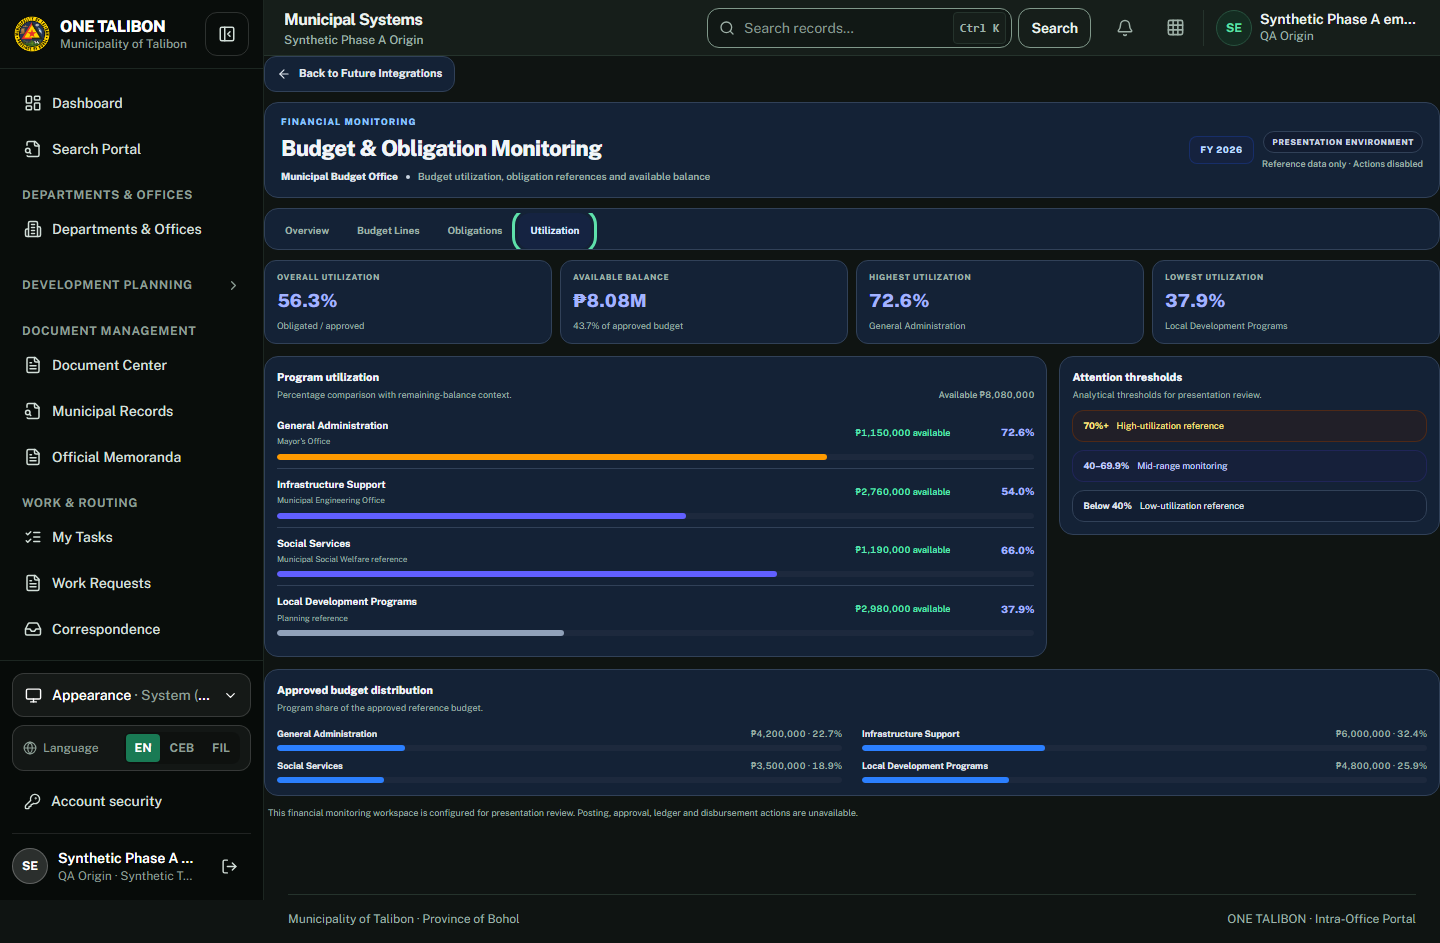 ONE TALIBON
Municipality of Talibon
Dashboard
Search Portal
DEPARTMENTS & OFFICES
Departments & Offices
DEVELOPMENT PLANNING
DOCUMENT MANAGEMENT
Document Center
Municipal Records
Official Memoranda
WORK & ROUTING
My Tasks
Work Requests
Correspondence
Appearance · System (...
Language EN CEB FIL
Account security
SE Synthetic Phase A ...
QA Origin · Synthetic T...
Municipal Systems
Synthetic Phase A Origin
Search records... Ctrl K Search
SE Synthetic Phase A em...
QA Origin
Back to Future Integrations
FINANCIAL MONITORING
Budget & Obligation Monitoring
Municipal Budget Office • Budget utilization, obligation references and available balance
FY 2026
PRESENTATION ENVIRONMENT
Reference data only · Actions disabled
Overview Budget Lines Obligations Utilization
OVERALL UTILIZATION
56.3%
Obligated / approved
AVAILABLE BALANCE
₱8.08M
43.7% of approved budget
HIGHEST UTILIZATION
72.6%
General Administration
LOWEST UTILIZATION
37.9%
Local Development Programs
Program utilization
Percentage comparison with remaining-balance context. Available ₱8,080,000
General Administration
Mayor's Office
₱1,150,000 available 72.6%
Infrastructure Support
Municipal Engineering Office
₱2,760,000 available 54.0%
Social Services
Municipal Social Welfare reference
₱1,190,000 available 66.0%
Local Development Programs
Planning reference
₱2,980,000 available 37.9%
Attention thresholds
Analytical thresholds for presentation review.
70%+ High-utilization reference
40–69.9% Mid-range monitoring
Below 40% Low-utilization reference
Approved budget distribution
Program share of the approved reference budget.
General Administration ₱4,200,000 · 22.7%
Infrastructure Support ₱6,000,000 · 32.4%
Social Services ₱3,500,000 · 18.9%
Local Development Programs ₱4,800,000 · 25.9%
This financial monitoring workspace is configured for presentation review. Posting, approval, ledger and disbursement actions are unavailable.
Municipality of Talibon · Province of Bohol
ONE TALIBON · Intra-Office Portal